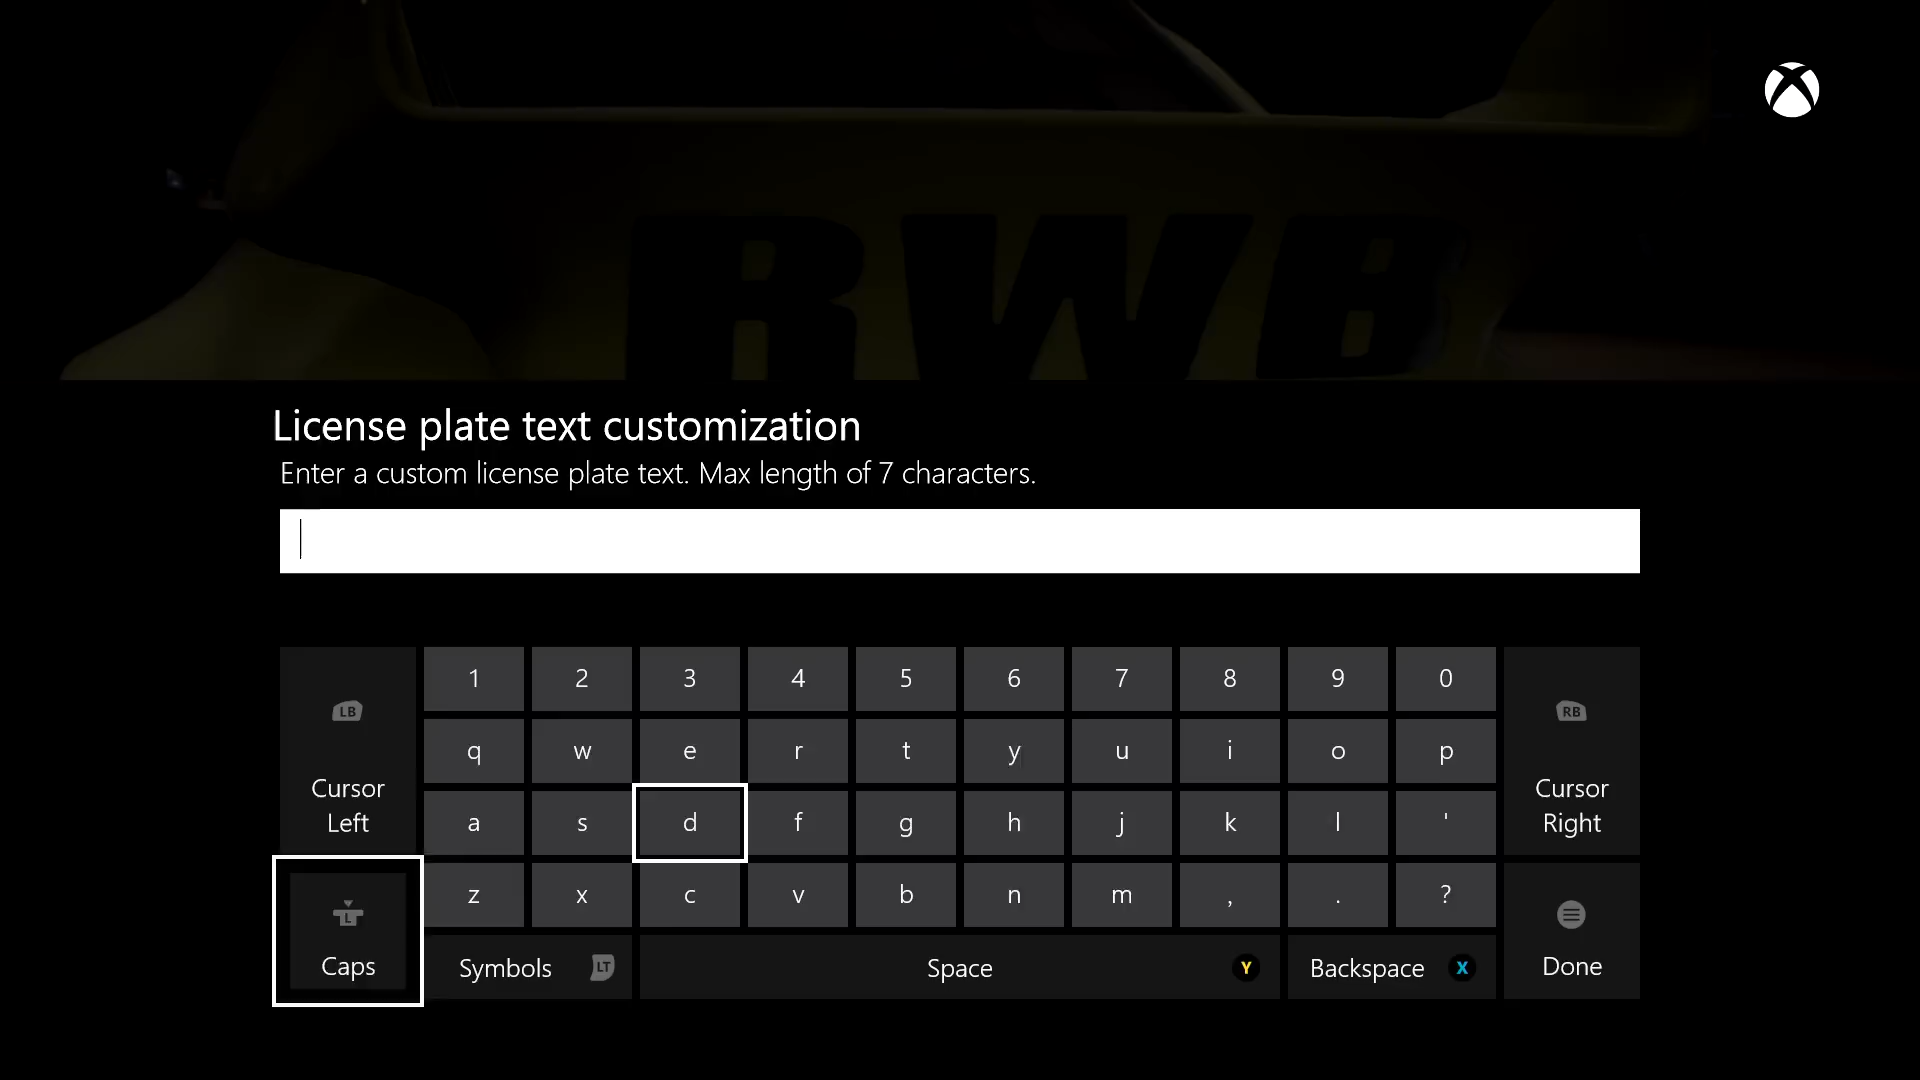 RWB
License plate text customization
Enter a custom license plate text. Max length of 7 characters.
LB
Cursor
Left
1 2 3 4 5 6 7 8 9 0
q w e r t y u i o p
a s d f g h j k l '
z x c v b n m , . ?
RB
Cursor
Right
L
Caps
Symbols LT
Space Y
Backspace X
Done